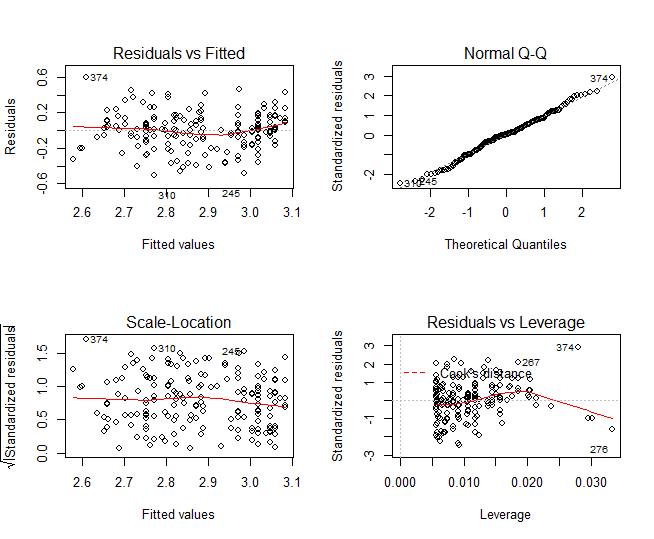 Residuals vs Fitted
Residuals
0.6
0.2
-0.2
-0.6
374
310
245
2.6 2.7 2.8 2.9 3.0 3.1
Fitted values
Normal Q-Q
Standardized residuals
3
2
0
-2
374
310
245
-2 -1 0 1 2
Theoretical Quantiles
Scale-Location
√|Standardized residuals|
1.5
1.0
0.5
0.0
374
310
245
2.6 2.7 2.8 2.9 3.0 3.1
Fitted values
Residuals vs Leverage
Standardized residuals
3
1
-1
-3
374
267
Cook's distance
276
0.000 0.010 0.020 0.030
Leverage